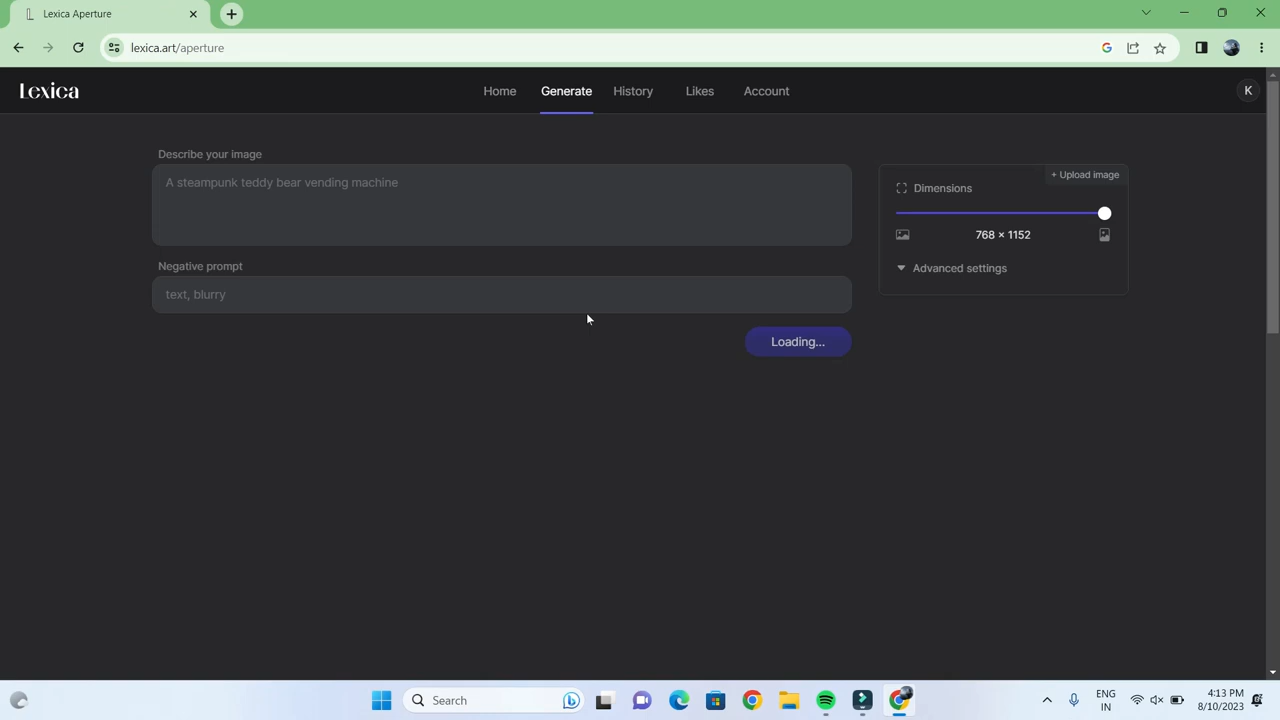 Lexica Aperture
lexica.art/aperture
Lexica
Home
Generate
History
Likes
Account
K
Describe your image
A steampunk teddy bear vending machine
Negative prompt
text, blurry
Loading...
+ Upload image
Dimensions
768 × 1152
Advanced settings
Search
ENG
IN
4:13 PM
8/10/2023